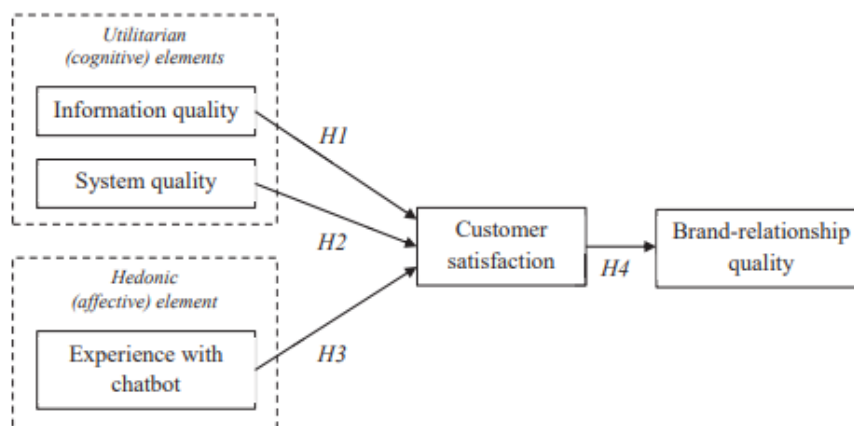 Utilitarian
(cognitive) elements
Information quality
System quality
H1
H2
Hedonic
(affective) element
Experience with
chatbot
H3
Customer
satisfaction
H4
Brand-relationship
quality